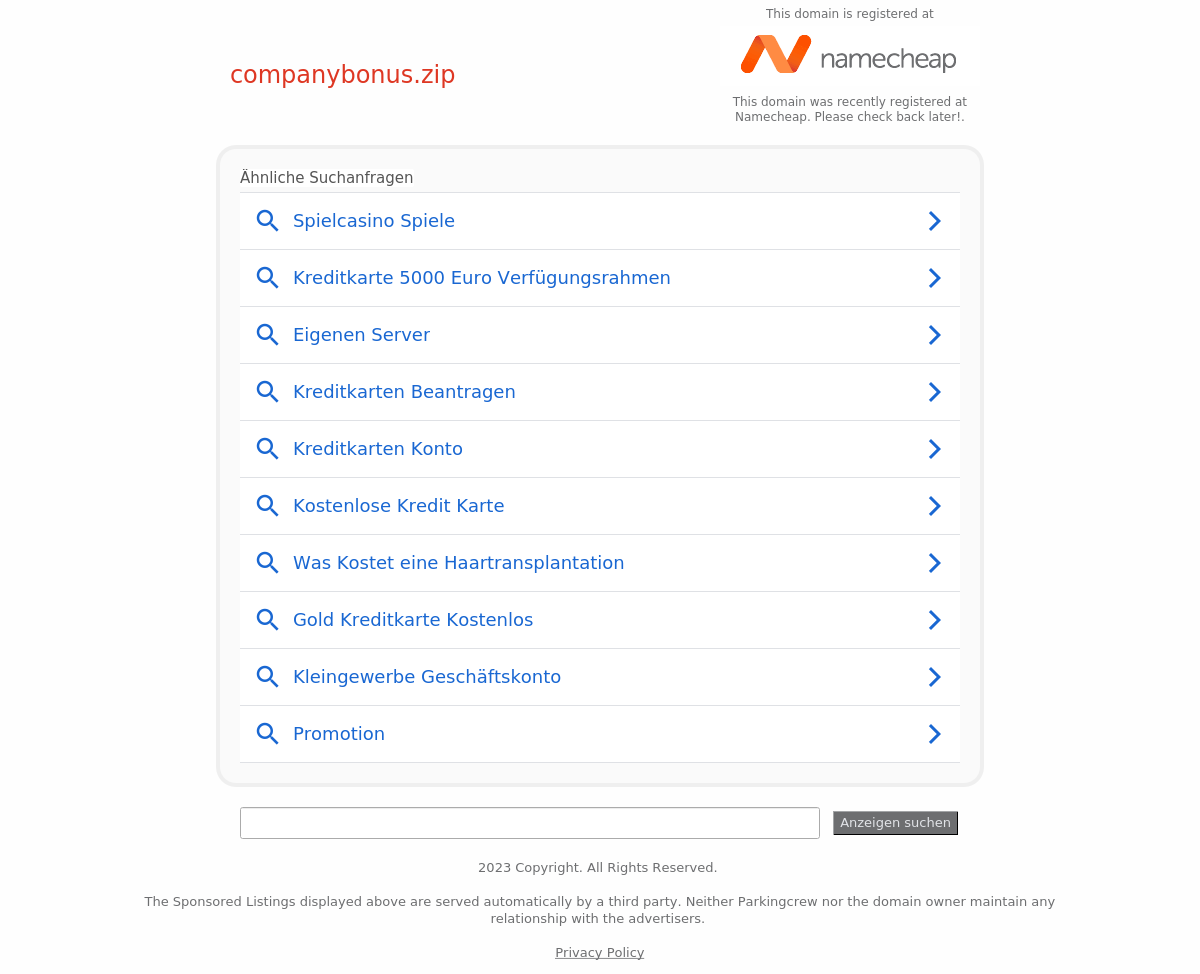 This domain is registered at
namecheap
companybonus.zip
This domain was recently registered at
Namecheap. Please check back later!.
Ähnliche Suchanfragen
Spielcasino Spiele
Kreditkarte 5000 Euro Verfügungsrahmen
Eigenen Server
Kreditkarten Beantragen
Kreditkarten Konto
Kostenlose Kredit Karte
Was Kostet eine Haartransplantation
Gold Kreditkarte Kostenlos
Kleingewerbe Geschäftskonto
Promotion
Anzeigen suchen
2023 Copyright. All Rights Reserved.
The Sponsored Listings displayed above are served automatically by a third party. Neither Parkingcrew nor the domain owner maintain any
relationship with the advertisers.
Privacy Policy